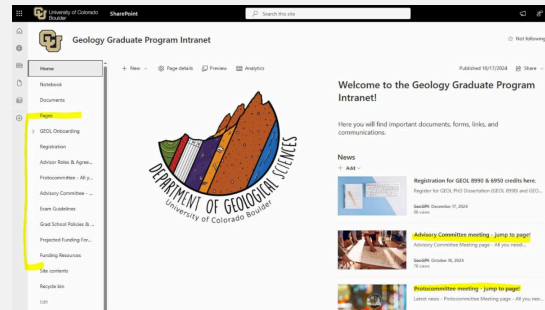 University of Colorado
Boulder
SharePoint
Search this site
Geology Graduate Program Intranet
Not following
Home
Notebook
Documents
Pages
GEOL Onboarding
Registration
Advisor Roles & Agree...
Protocommittee - All y...
Advisory Committee - ...
Exam Guidelines
Grad School Policies & ...
Projected Funding For...
Funding Resources
Site contents
Recycle bin
Edit
+ New
Page details
Preview
Analytics
Published 10/17/2024
Share
DEPARTMENT OF GEOLOGICAL SCIENCES
University of Colorado Boulder
Welcome to the Geology Graduate Program
Intranet!
Here you will find important documents, forms, links, and
communications.
News
+ Add
Registration for GEOL 8990 & 6950 credits here.
Register for GEOL PhD Dissertation (GEOL 8990) and GEO...
GeolGPA December 17, 2024
Advisory Committee meeting - jump to page!
Advisory Committee Meeting page - All you need...
GeolGPA October 16, 2024
78 views
Protocommittee meeting - jump to page!
Latest news - Protocommittee Meeting page - All you nee...